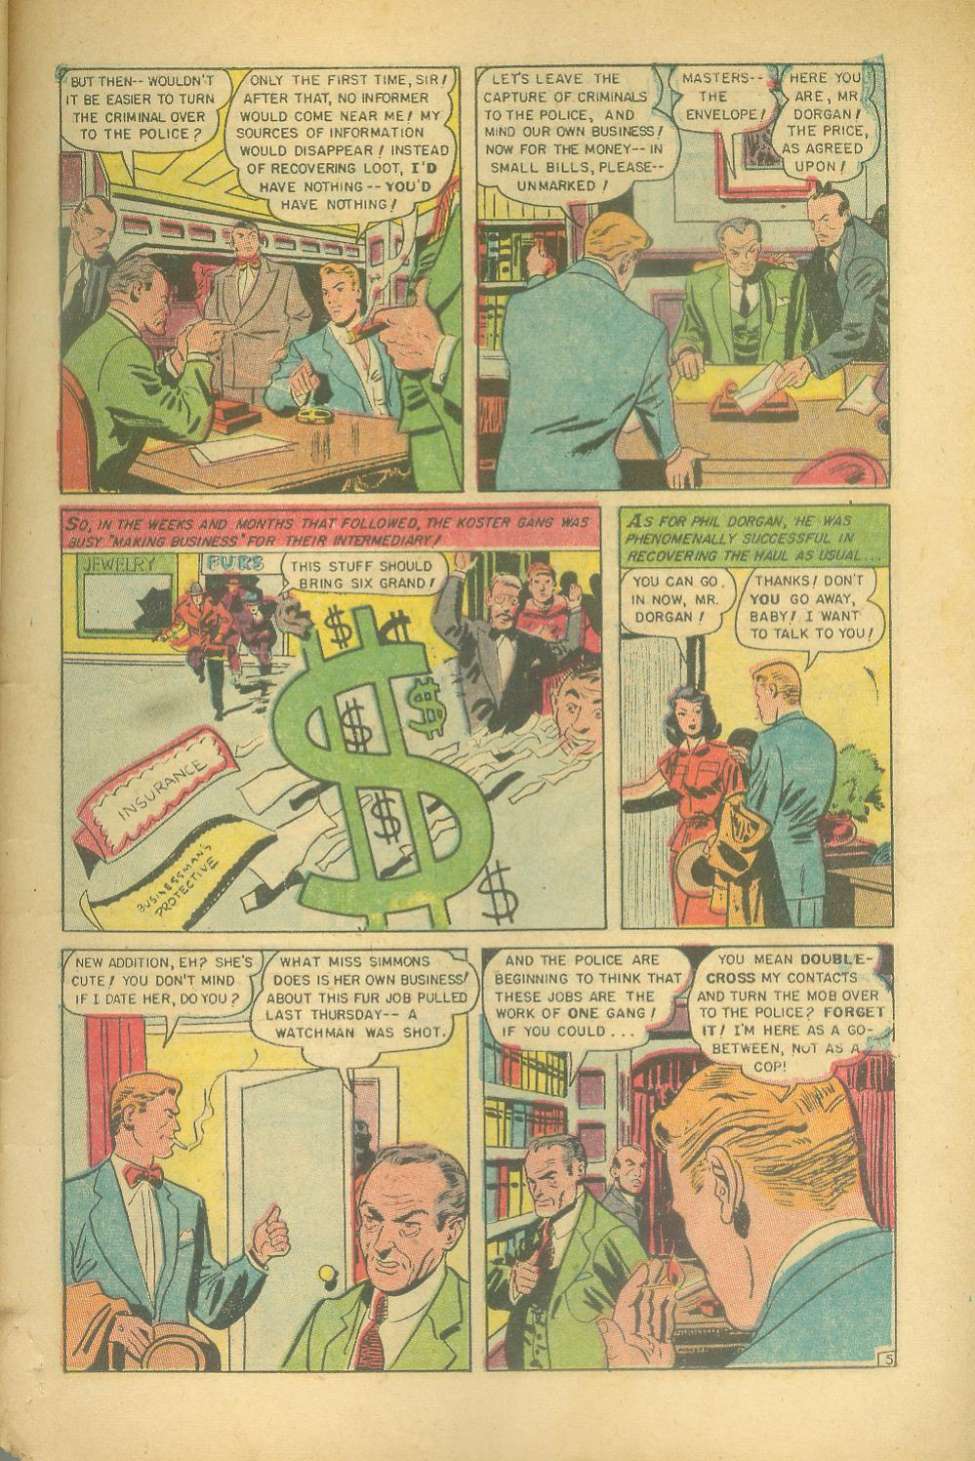 BUT THEN-- WOULDN'T
IT BE EASIER TO TURN
THE CRIMINAL OVER
TO THE POLICE?
ONLY THE FIRST TIME, SIR!
AFTER THAT, NO INFORMER
WOULD COME NEAR ME! MY
SOURCES OF INFORMATION
WOULD DISAPPEAR! INSTEAD
OF RECOVERING LOOT, I'D
HAVE NOTHING-- YOU'D
HAVE NOTHING!
LET'S LEAVE THE
CAPTURE OF CRIMINALS
TO THE POLICE, AND
MIND OUR OWN BUSINESS!
NOW FOR THE MONEY-- IN
SMALL BILLS, PLEASE--
UNMARKED!
MASTERS--
THE
ENVELOPE!
HERE YOU
ARE, MR.
DORGAN!
THE PRICE,
AS AGREED
UPON!
SO, IN THE WEEKS AND MONTHS THAT FOLLOWED, THE KOSTER GANG WAS
BUSY "MAKING BUSINESS" FOR THEIR INTERMEDIARY!
JEWELRY
FURS
THIS STUFF SHOULD
BRING SIX GRAND!
$
$
$
$
$
$
$
INSURANCE
BUSINESSMAN'S
PROTECTIVE
AS FOR PHIL DORGAN, HE WAS
PHENOMENALLY SUCCESSFUL IN
RECOVERING THE HAUL AS USUAL...
YOU CAN GO
IN NOW, MR.
DORGAN!
THANKS! DON'T
YOU GO AWAY,
BABY! I WANT
TO TALK TO YOU!
NEW ADDITION, EH? SHE'S
CUTE! YOU DON'T MIND
IF I DATE HER, DO YOU?
WHAT MISS SIMMONS
DOES IS HER OWN BUSINESS!
ABOUT THIS FUR JOB PULLED
LAST THURSDAY-- A
WATCHMAN WAS SHOT.
AND THE POLICE ARE
BEGINNING TO THINK THAT
THESE JOBS ARE THE
WORK OF ONE GANG!
IF YOU COULD...
YOU MEAN DOUBLE-
CROSS MY CONTACTS
AND TURN THE MOB OVER
TO THE POLICE? FORGET
IT! I'M HERE AS A GO-
BETWEEN, NOT AS A
COP!
5